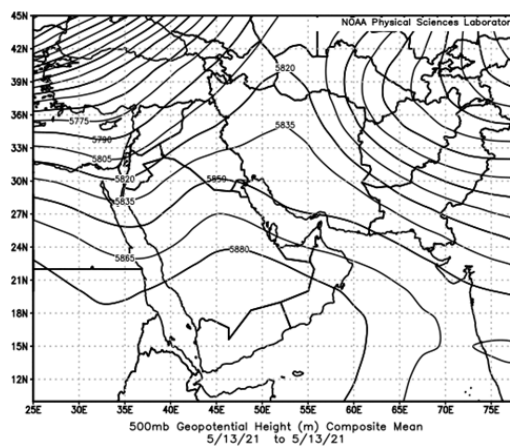 NOAA Physical Sciences Laborator
45N
42N
39N
36N
33N
30N
27N
24N
21N
18N
15N
12N
5820
5835
5775
5790
5805
5820
5835
5850
5865
5880
25E 30E 35E 40E 45E 50E 55E 60E 65E 70E 75E
500mb Geopotential Height (m) Composite Mean
5/13/21 to 5/13/21